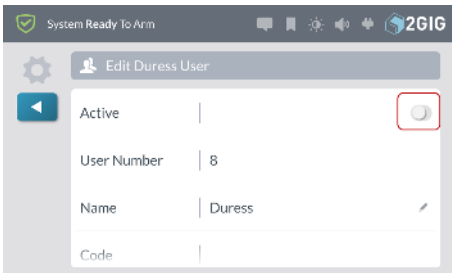 System Ready To Arm
2GIG
Edit Duress User
Active
User Number 8
Name Duress
Code